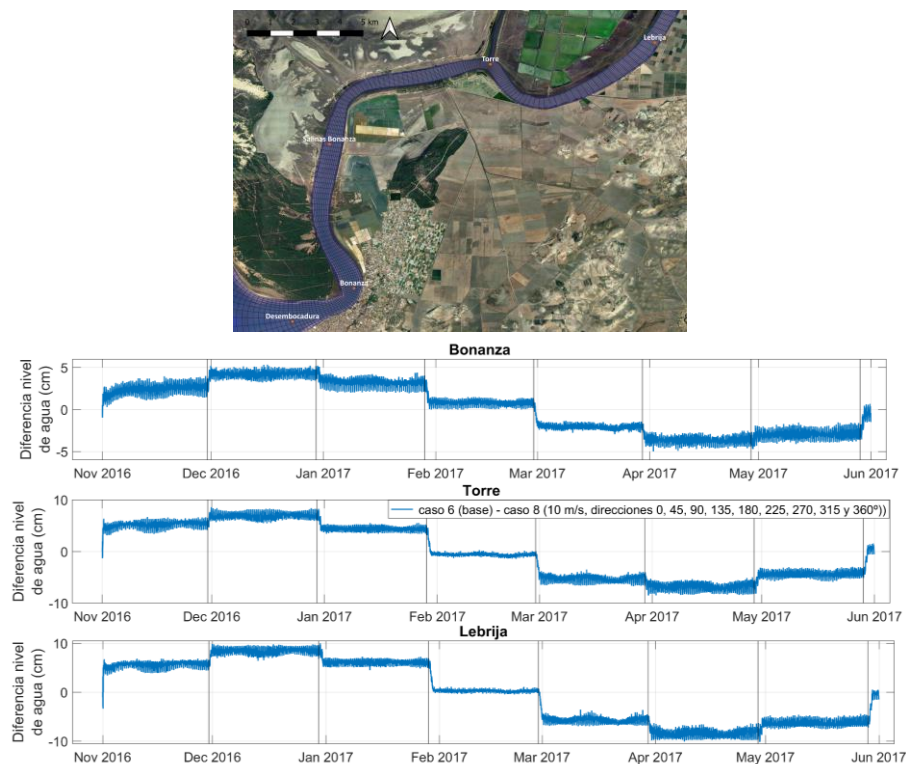 0 1 2 3 4 5 km
Lebrija
Torre
Salinas Bonanza
Bonanza
Desembocadura
Bonanza
Diferencia nivel
de agua (cm)
5
0
-5
Nov 2016 Dec 2016 Jan 2017 Feb 2017 Mar 2017 Apr 2017 May 2017 Jun 2017
Torre
Diferencia nivel
de agua (cm)
10
0
-10
caso 6 (base) - caso 8 (10 m/s, direcciones 0, 45, 90, 135, 180, 225, 270, 315 y 360º))
Nov 2016 Dec 2016 Jan 2017 Feb 2017 Mar 2017 Apr 2017 May 2017 Jun 2017
Lebrija
Diferencia nivel
de agua (cm)
10
0
-10
Nov 2016 Dec 2016 Jan 2017 Feb 2017 Mar 2017 Apr 2017 May 2017 Jun 2017